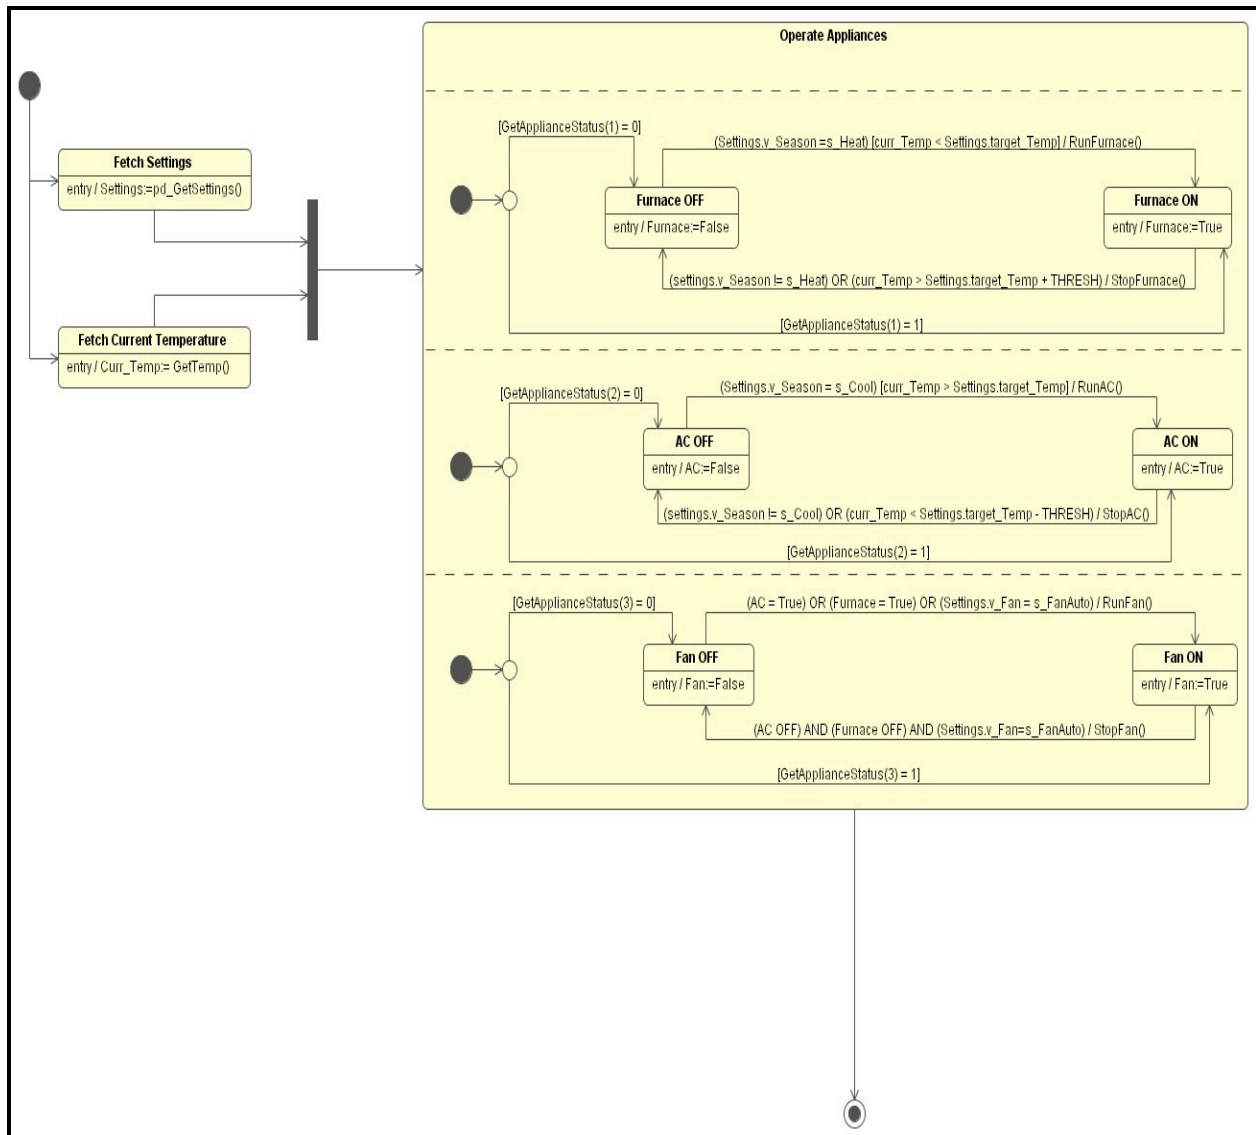 Operate Appliances
Fetch Settings
entry / Settings:=pd_GetSettings()
Fetch Current Temperature
entry / Curr_Temp:= GetTemp()
[GetApplianceStatus(1) = 0]
(Settings.v_Season =s_Heat) [curr_Temp < Settings.target_Temp] / RunFurnace()
Furnace OFF
entry / Furnace:=False
Furnace ON
entry / Furnace:=True
(settings.v_Season != s_Heat) OR (curr_Temp > Settings.target_Temp + THRESH) / StopFurnace()
[GetApplianceStatus(1) = 1]
[GetApplianceStatus(2) = 0]
(Settings.v_Season = s_Cool) [curr_Temp > Settings.target_Temp] / RunAC()
AC OFF
entry / AC:=False
AC ON
entry / AC:=True
(settings.v_Season != s_Cool) OR (curr_Temp < Settings.target_Temp - THRESH) / StopAC()
[GetApplianceStatus(2) = 1]
[GetApplianceStatus(3) = 0]
(AC = True) OR (Furnace = True) OR (Settings.v_Fan = s_FanAuto) / RunFan()
Fan OFF
entry / Fan:=False
Fan ON
entry / Fan:=True
(AC OFF) AND (Furnace OFF) AND (Settings.v_Fan=s_FanAuto) / StopFan()
[GetApplianceStatus(3) = 1]